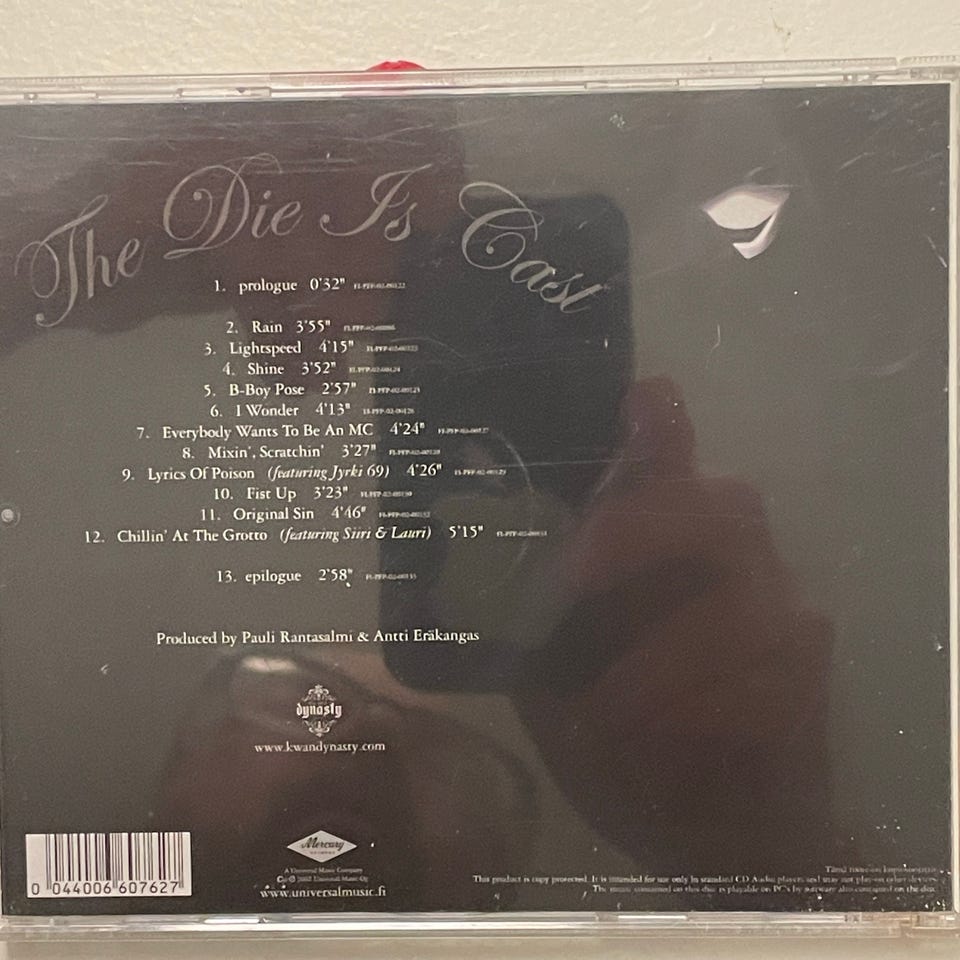 The Die Is Cast
1. prologue 0'32"
2. Rain 3'55"
3. Lightspeed 4'15"
4. Shine 3'52"
5. B-Boy Pose 2'57"
6. I Wonder 4'13"
7. Everybody Wants To Be An MC 4'24"
8. Mixin', Scratchin' 3'27"
9. Lyrics Of Poison (featuring Jyrki 69) 4'26"
10. Fist Up 3'23"
11. Original Sin 4'46"
12. Chillin' At The Grotto (featuring Siiri & Lauri) 5'15"
13. epilogue 2'58"
Produced by Pauli Rantasalmi & Antti Eräkangas
dynasty
www.kwandynasty.com
Mercury
A Universal Music Company
2002 Universal Music Oy
www.universalmusic.fi
This product is copy protected. It is intended for use only in standard CD Audio players and may not play on other devices.
The music contained on this disc is playable on PC's by software also contained on the disc.
0 044006 607627